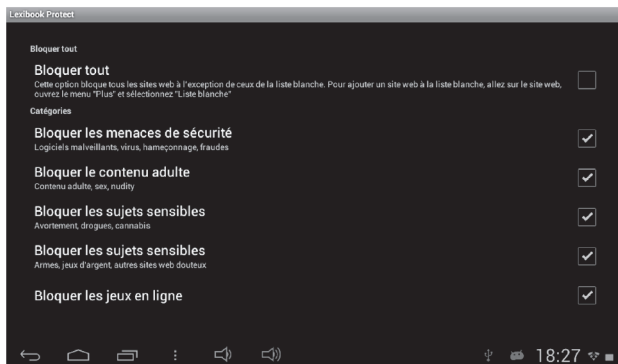 Lexibook Protect
Bloquer tout
Bloquer tout
Cette option bloque tous les sites web à l'exception de ceux de la liste blanche. Pour ajouter un site web à la liste blanche, allez sur le site web,
ouvrez le menu "Plus" et sélectionnez "Liste blanche"
Catégories
Bloquer les menaces de sécurité
Logiciels malveillants, virus, hameçonnage, fraudes
Bloquer le contenu adulte
Contenu adulte, sex, nudity
Bloquer les sujets sensibles
Avortement, drogues, cannabis
Bloquer les sujets sensibles
Armes, jeux d'argent, autres sites web douteux
Bloquer les jeux en ligne
18:27